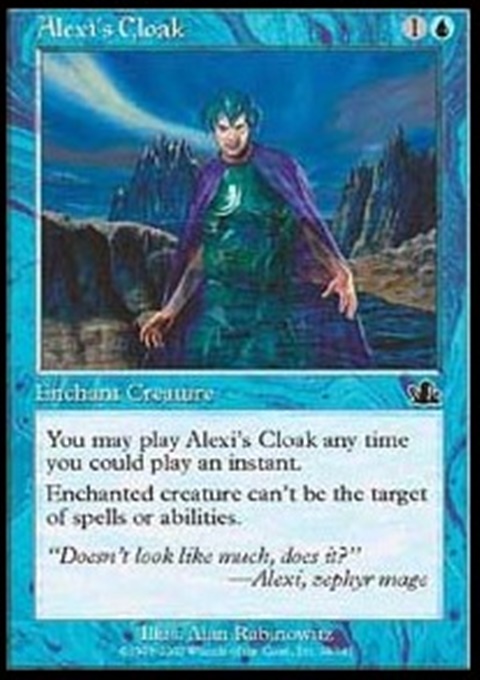 Alexi's Cloak 1
Enchant Creature
You may play Alexi's Cloak any time
you could play an instant.
Enchanted creature can't be the target
of spells or abilities.
"Doesn't look like much, does it?"
—Alexi, zephyr mage
Illus. Alan Rabinowitz